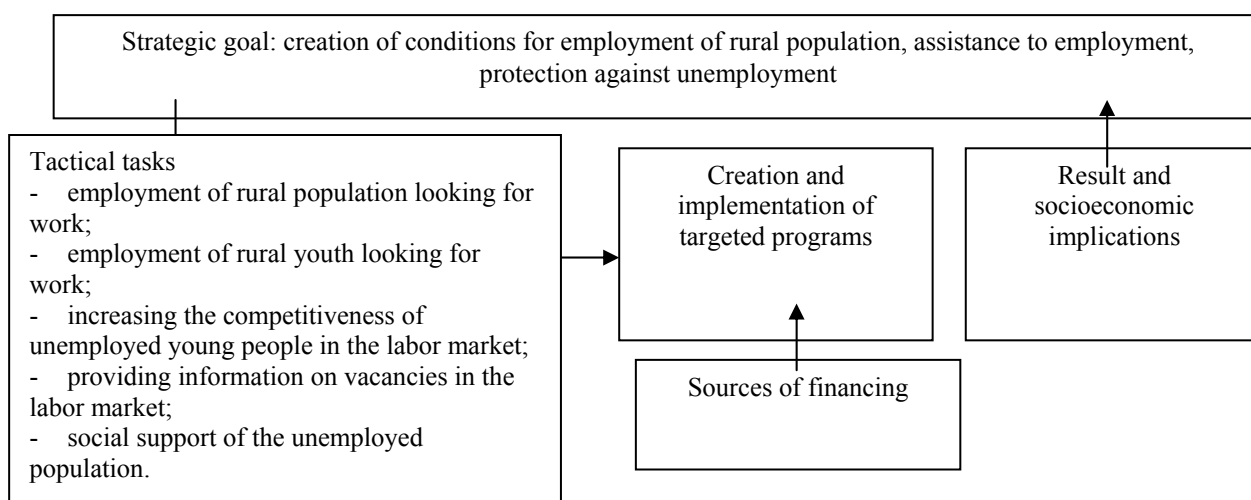 Strategic goal: creation of conditions for employment of rural population, assistance to employment,
protection against unemployment
Tactical tasks
- employment of rural population looking for
work;
- employment of rural youth looking for
work;
- increasing the competitiveness of
unemployed young people in the labor market;
- providing information on vacancies in the
labor market;
- social support of the unemployed
population.
Creation and
implementation of
targeted programs
Sources of financing
Result and
socioeconomic
implications